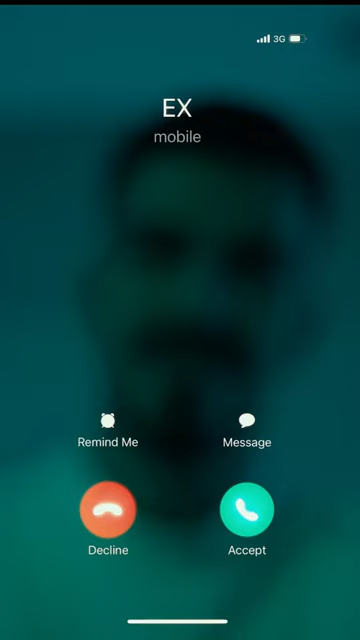 3G
EX
mobile
Remind Me
Message
Decline
Accept